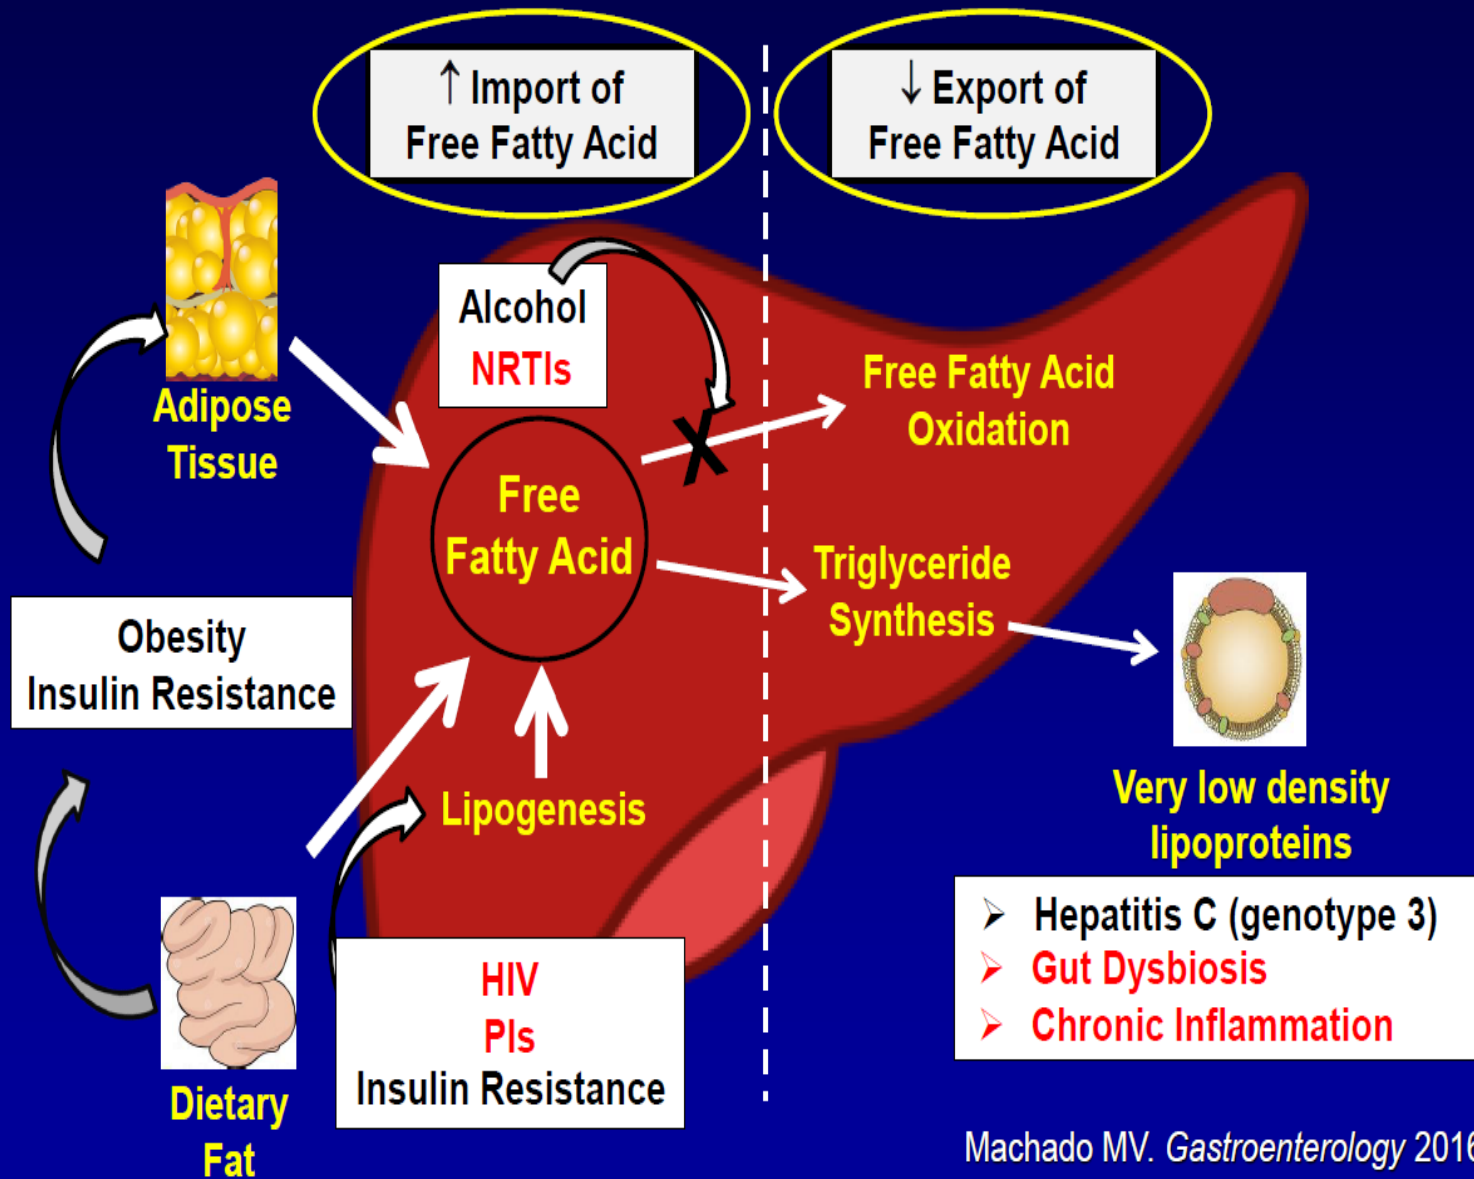 ↑ Import of
Free Fatty Acid
↓ Export of
Free Fatty Acid
Adipose
Tissue
Alcohol
NRTIs
Free Fatty Acid
Oxidation
Free
Fatty Acid
X
Triglyceride
Synthesis
Obesity
Insulin Resistance
Lipogenesis
Very low density
lipoproteins
Dietary
Fat
HIV
PIs
Insulin Resistance
➢ Hepatitis C (genotype 3)
➢ Gut Dysbiosis
➢ Chronic Inflammation
Machado MV. Gastroenterology 2016